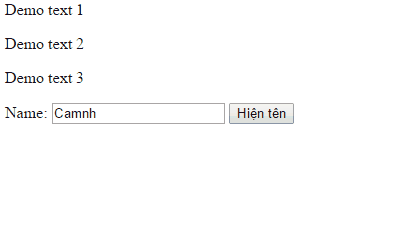 Demo text 1
Demo text 2
Demo text 3
Name: Camnh Hiện tên